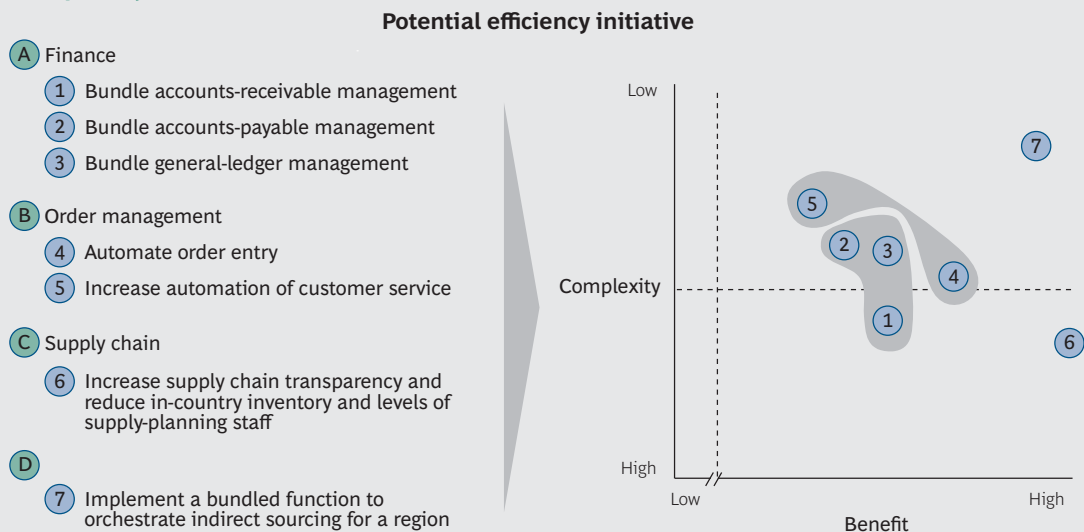 Potential efficiency initiative
A Finance
1 Bundle accounts-receivable management
2 Bundle accounts-payable management
3 Bundle general-ledger management
B Order management
4 Automate order entry
5 Increase automation of customer service
C Supply chain
6 Increase supply chain transparency and
reduce in-country inventory and levels of
supply-planning staff
D
7 Implement a bundled function to
orchestrate indirect sourcing for a region
Low
7
5
2
3
4
Complexity
1
6
High
Low
High
Benefit